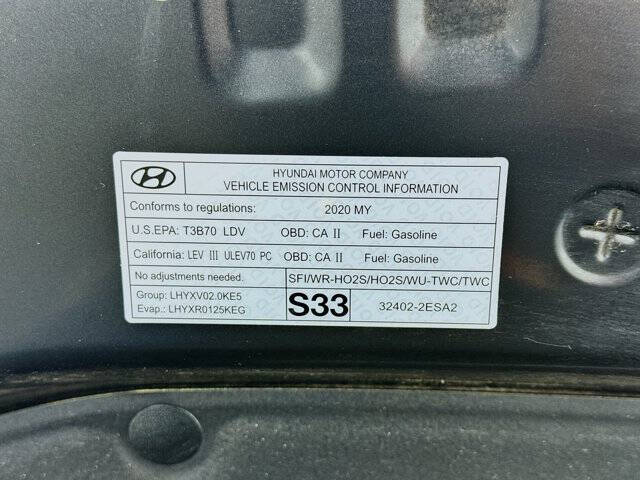 HYUNDAI MOTOR COMPANY
VEHICLE EMISSION CONTROL INFORMATION
Conforms to regulations: 2020 MY
U.S.EPA: T3B70 LDV OBD: CA II Fuel: Gasoline
California: LEV III ULEV70 PC OBD: CA II Fuel: Gasoline
No adjustments needed. SFI/WR-HO2S/HO2S/WU-TWC/TWC
Group: LHYXV02.0KE5
Evap.: LHYXR0125KEG
S33
32402-2ESA2